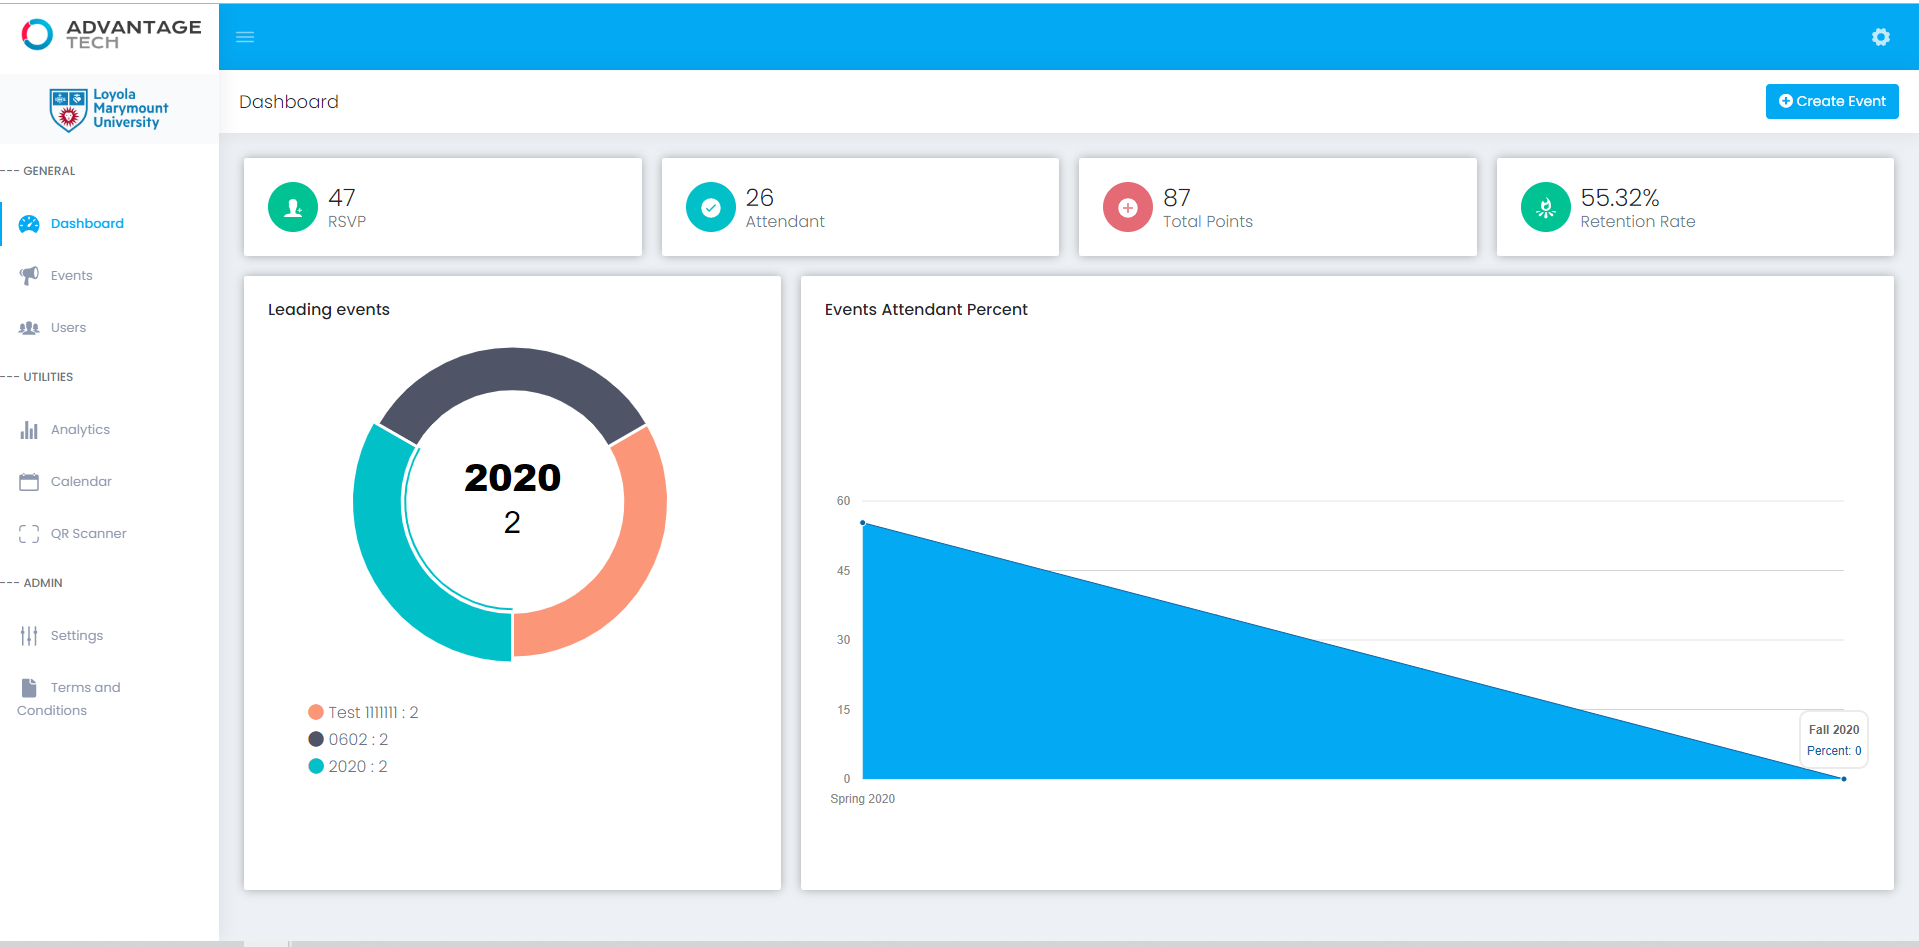 ADVANTAGE
TECH
Loyola
Marymount
University
--- GENERAL
Dashboard
Events
Users
--- UTILITIES
Analytics
Calendar
QR Scanner
--- ADMIN
Settings
Terms and
Conditions
Dashboard
Create Event
47
RSVP
26
Attendant
87
Total Points
55.32%
Retention Rate
Leading events
2020
2
Test 1111111 : 2
0602 : 2
2020 : 2
Events Attendant Percent
60
45
30
15
0
Spring 2020
Fall 2020
Percent: 0